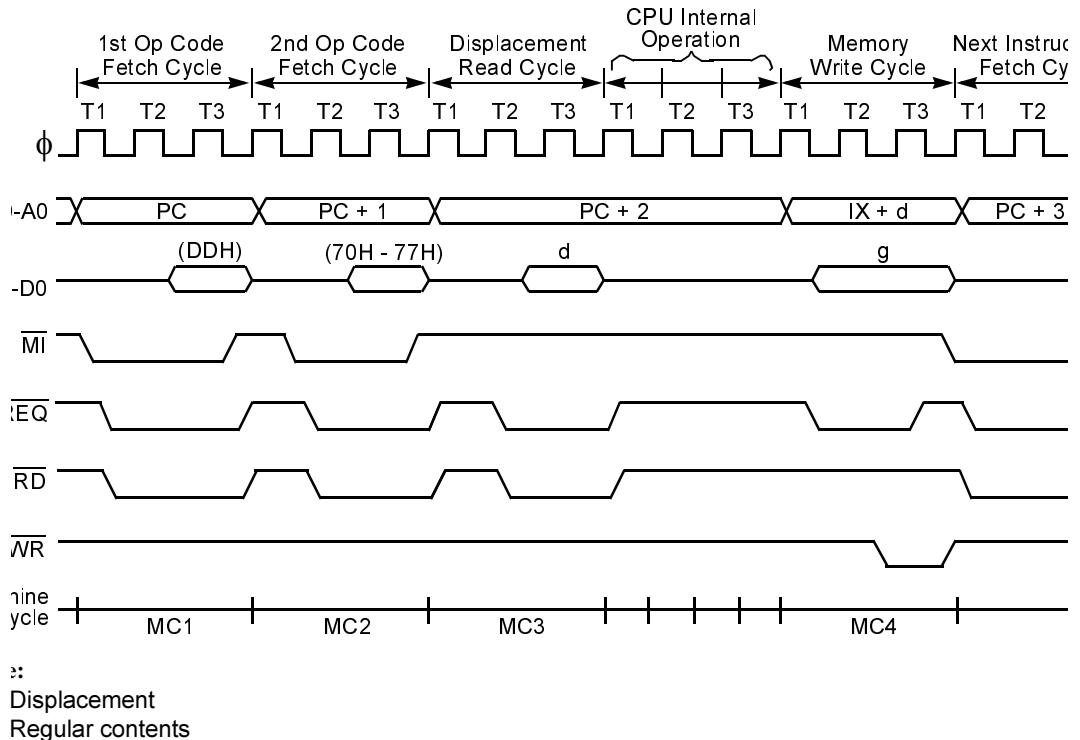 CPU Internal
Operation
1st Op Code
Fetch Cycle
2nd Op Code
Fetch Cycle
Displacement
Read Cycle
Memory
Write Cycle
Next Instruc
Fetch Cy
T1 T2 T3 T1 T2 T3 T1 T2 T3 T1 T2 T3 T1 T2 T3 T1 T2
ϕ
-A0 PC PC + 1 PC + 2 IX + d PC + 3
(DDH) (70H - 77H) d g
-D0
MI
REQ
RD
WR
MC1 MC2 MC3 MC4
ycle
e:
Displacement
Regular contents